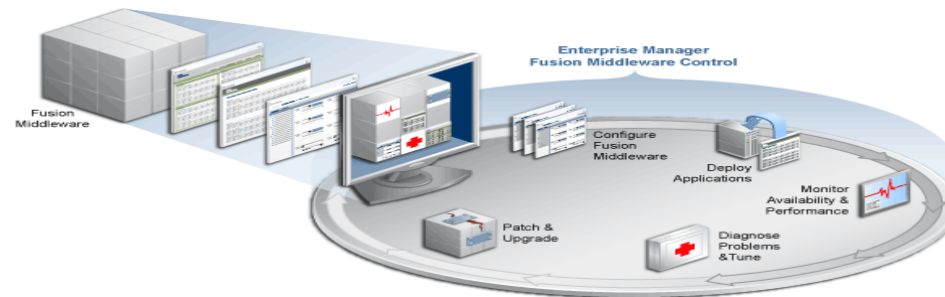 Enterprise Manager
Fusion Middleware Control
Fusion
Middleware
Configure
Fusion
Middleware
Deploy
Applications
Monitor
Availability &
Performance
Diagnose
Problems
&Tune
Patch &
Upgrade